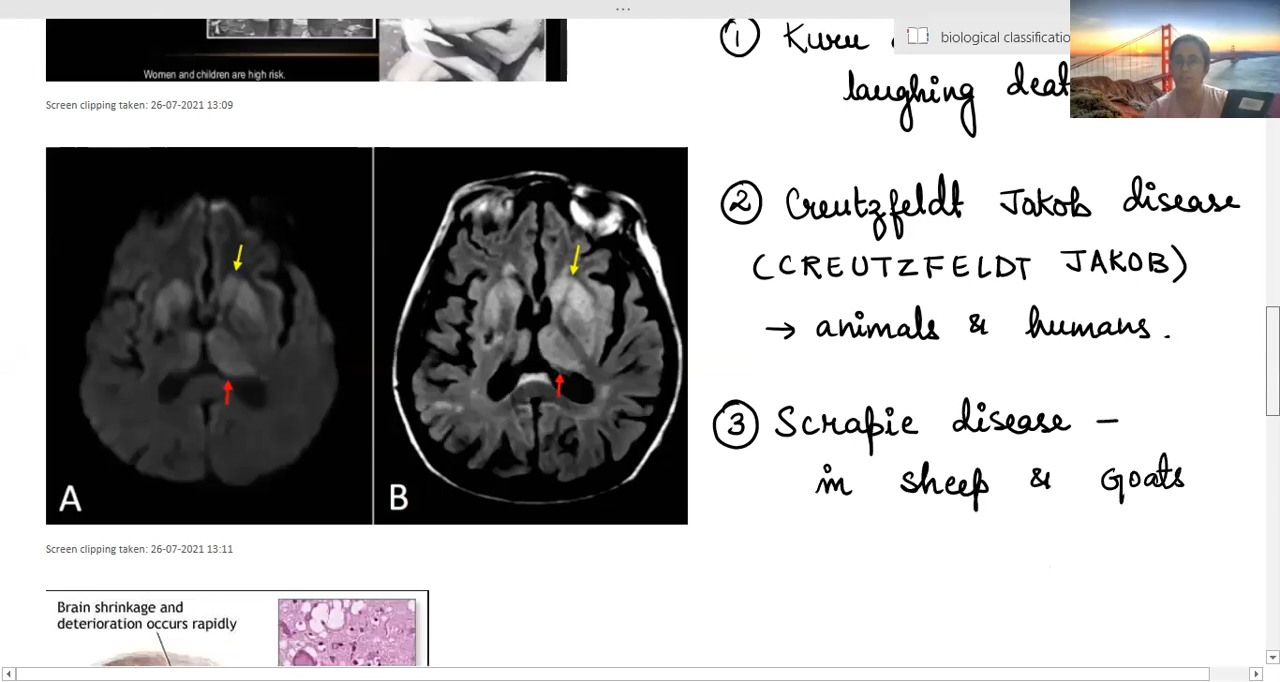 Women and children are high risk.
Screen clipping taken: 26-07-2021 13:09
A
B
Screen clipping taken: 26-07-2021 13:11
Brain shrinkage and
deterioration occurs rapidly
biological classificatio
① Kuru
laughing deat
② Creutzfeldt Jakob disease
(CREUTZFELDT JAKOB)
→ animals & humans.
③ Scrapie disease -
in sheep & Goats